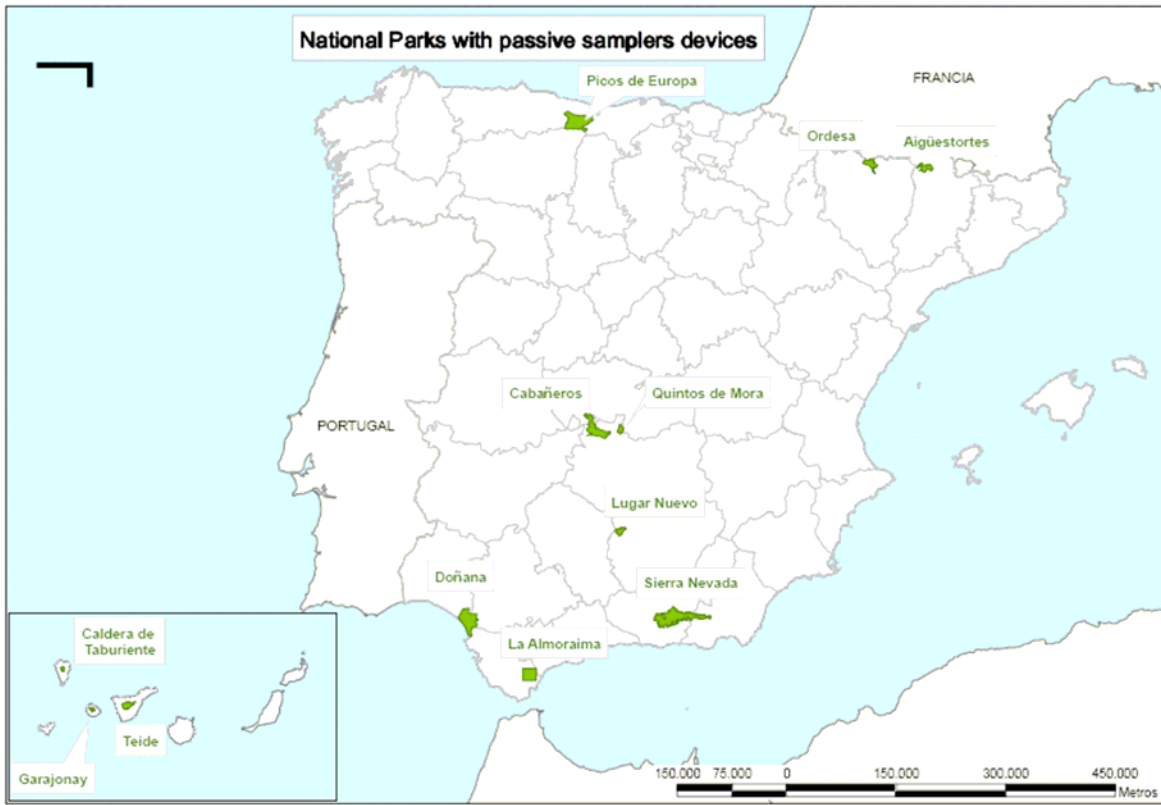 National Parks with passive samplers devices
Picos de Europa
FRANCIA
Ordesa
Aigüestortes
Cabañeros
Quintos de Mora
PORTUGAL
Lugar Nuevo
Doñana
Sierra Nevada
La Almoraima
Caldera de
Taburiente
Teide
Garajonay
150.000 75.000 0 150.000 300.000 450.000
Metros